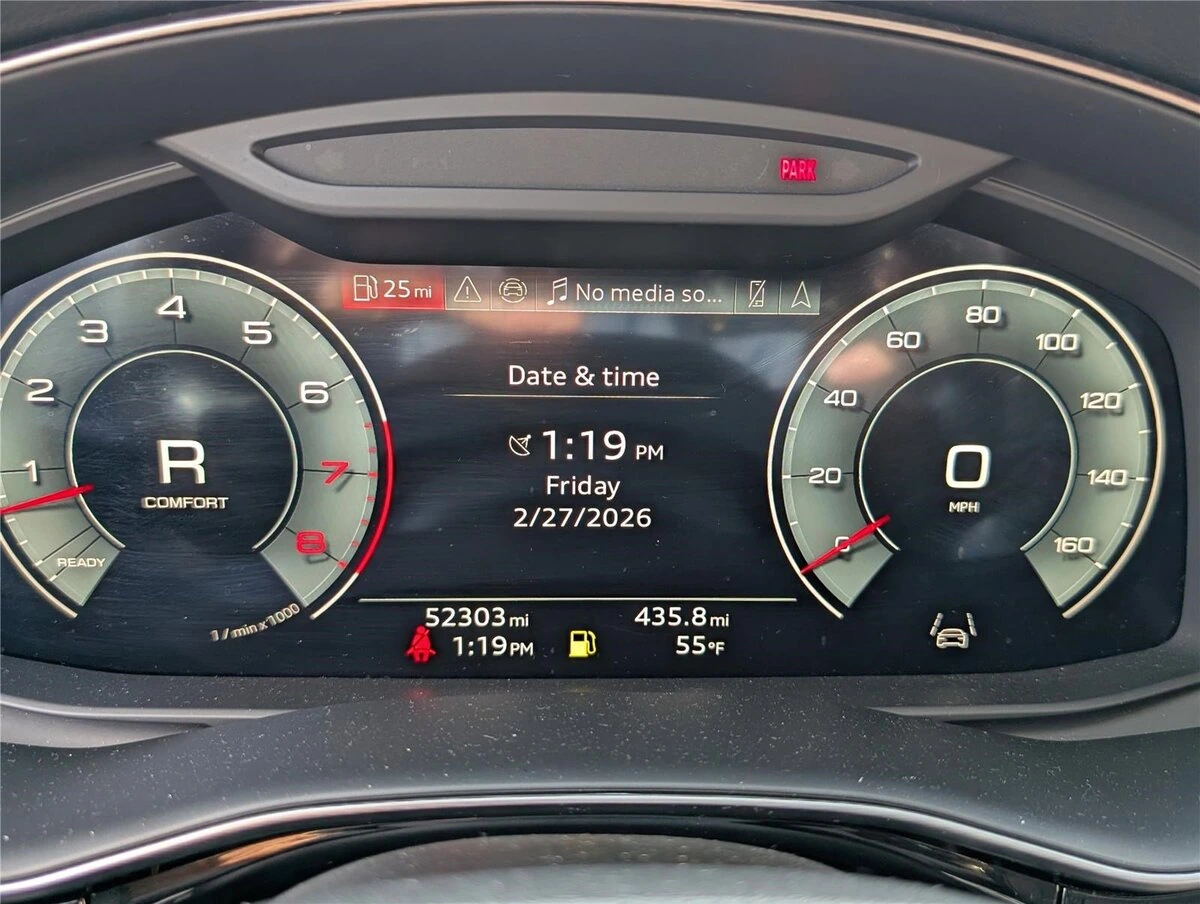 PARK
25 mi
No media so...
Date & time
1:19 PM
Friday
2/27/2026
1
2
3
4
5
6
7
8
READY
R
COMFORT
1 / min x 1000
0
20
40
60
80
100
120
140
160
0
MPH
52303 mi
435.8 mi
1:19 PM
55°F